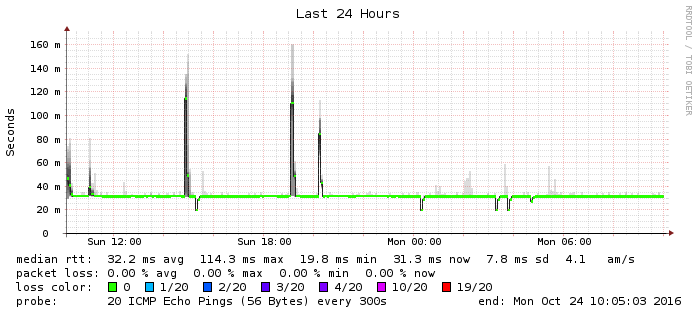 Last 24 Hours
RRDTOOL / TOBI OETIKER
Seconds
160 m
140 m
120 m
100 m
80 m
60 m
40 m
20 m
0
Sun 12:00 Sun 18:00 Mon 00:00 Mon 06:00
median rtt: 32.2 ms avg 114.3 ms max 19.8 ms min 31.3 ms now 7.8 ms sd 4.1 am/s
packet loss: 0.00 % avg 0.00 % max 0.00 % min 0.00 % now
loss color: 0 1/20 2/20 3/20 4/20 10/20 19/20
probe: 20 ICMP Echo Pings (56 Bytes) every 300s end: Mon Oct 24 10:05:03 2016